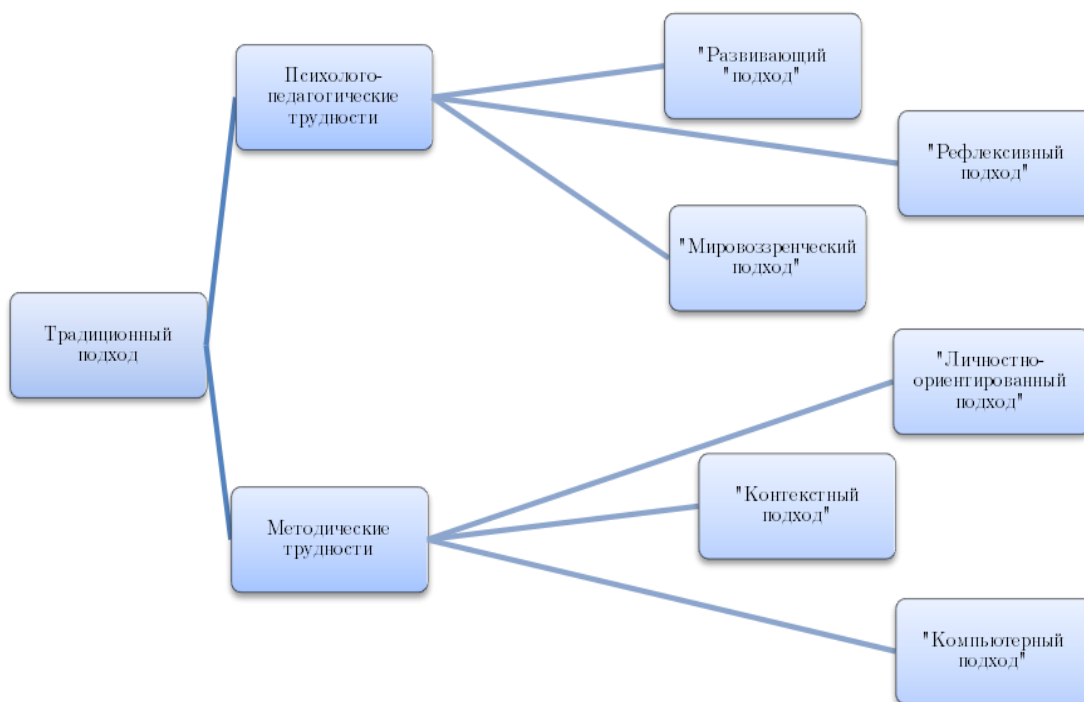 Психолого-
педагогические
трудности
"Развивающий
"подход"
"Рефлексивный
подход"
"Мировоззренческий
подход"
Традиционный
подход
"Личностно-
ориентированный
подход"
"Контекстный
подход"
Методические
трудности
"Компьютерный
подход"